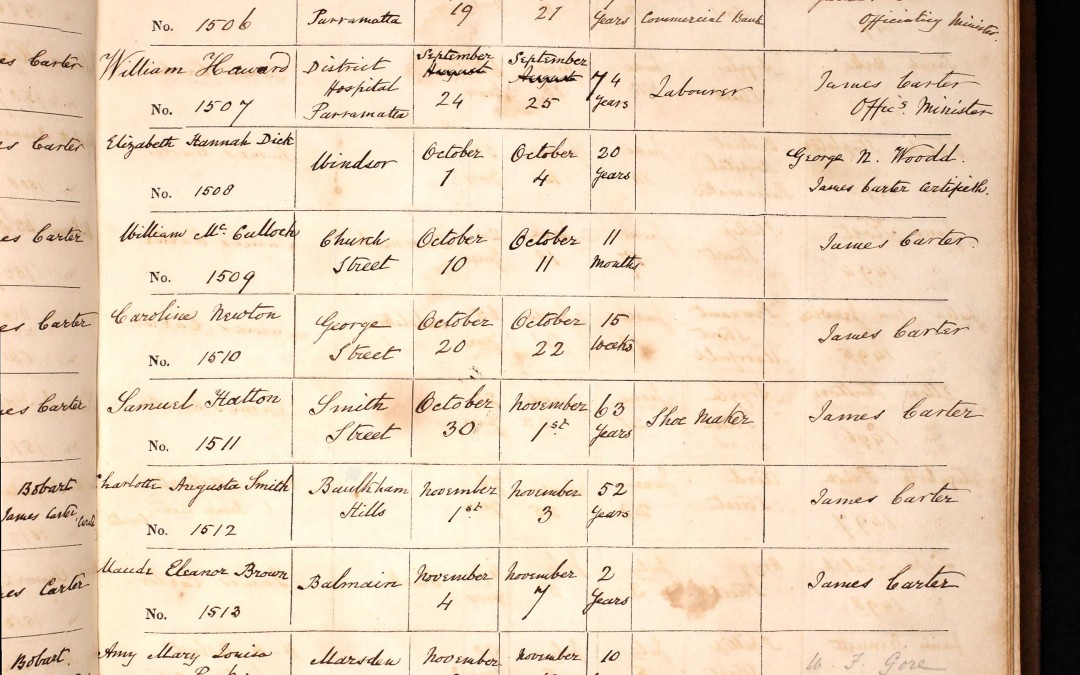 19 21
Parramatta Years Commercial Bank
No. 1506 Officiating Minister
es Carter
William Haward District September August September August 74 Years Labourer James Carter
Hospital 24 25 Offic's Minister
No. 1507 Parramatta
es Carter
Elizabeth Hannah Dick Windsor October October 20 George N. Woodd.
1 4 Years James Carter certifieth.
No. 1508
es Carter
William Mc Culloch Church October October 11 James Carter.
Street 10 11 Months
No. 1509
es Carter
Caroline Newton George October October 15 James Carter
Street 20 22 Weeks
No. 1510
es Carter
Samuel Hatton Smith October November 63 Shoe Maker James Carter
Street 30 1st Years
No. 1511
Bobart
James Carter
Charlotte Augusta Smith Baulkham November November 52 James Carter
Hills 1st 3 Years
No. 1512
es Carter
Maude Eleanor Brown Balmain November November 2 James Carter
4 7 Years
No. 1513
Bobart.
Amy Mary Louisa Marsden November November 10 W. F. Gore